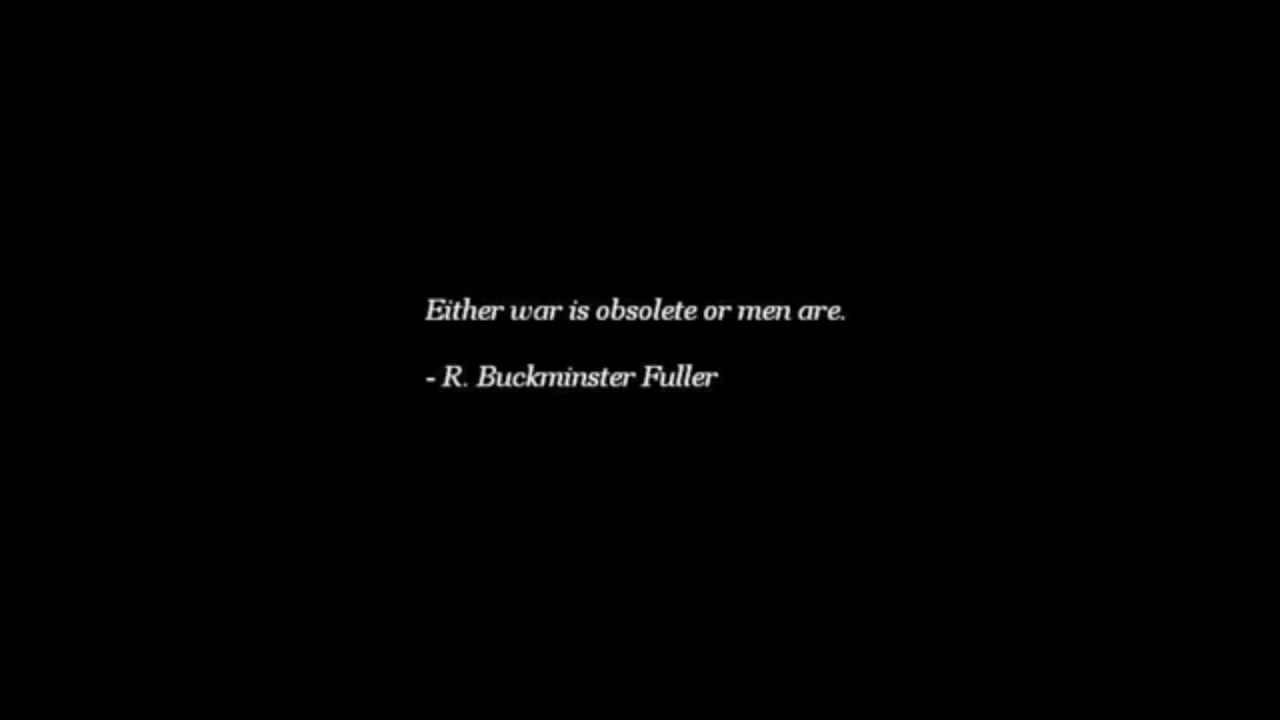 Either war is obsolete or men are.
- R. Buckminster Fuller